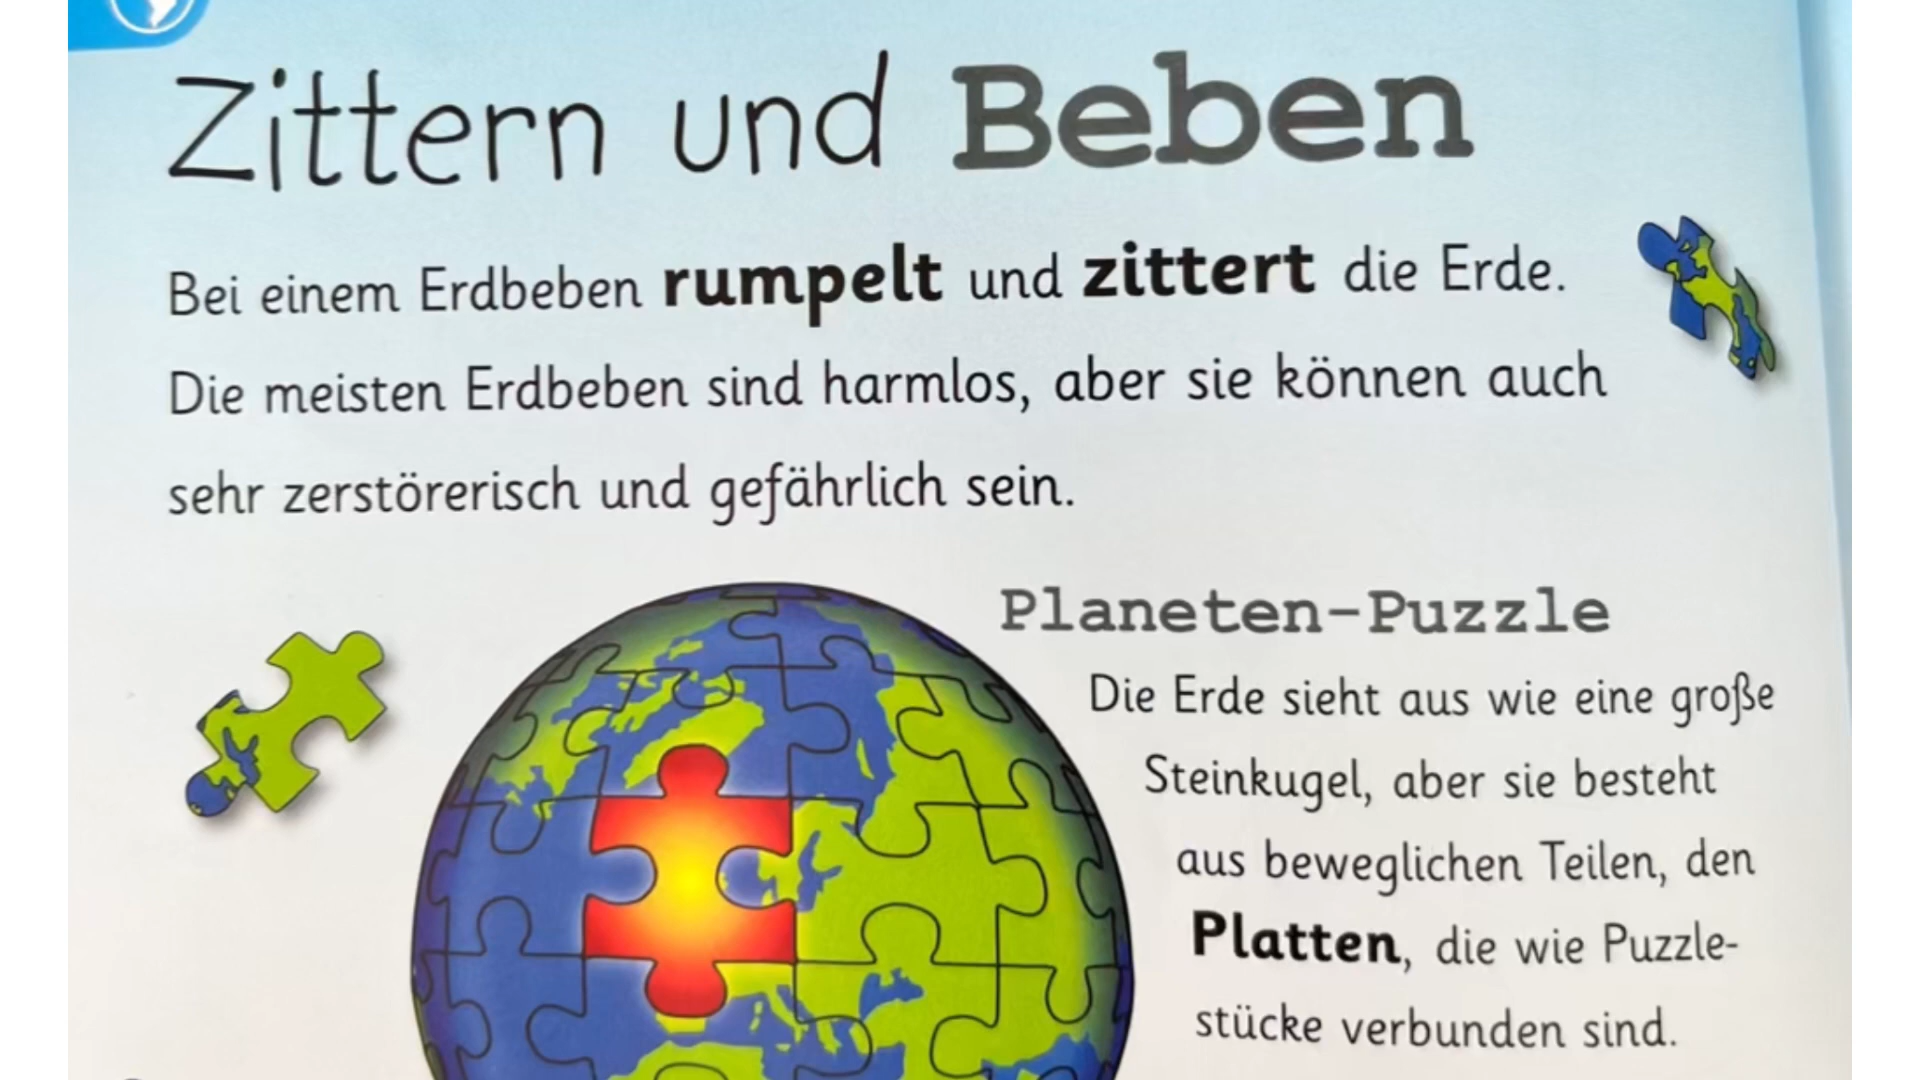 Zittern und Beben
Bei einem Erdbeben rumpelt und zittert die Erde.
Die meisten Erdbeben sind harmlos, aber sie können auch
sehr zerstörerisch und gefährlich sein.
Planeten-Puzzle
Die Erde sieht aus wie eine große
Steinkugel, aber sie besteht
aus beweglichen Teilen, den
Platten, die wie Puzzle-
stücke verbunden sind.